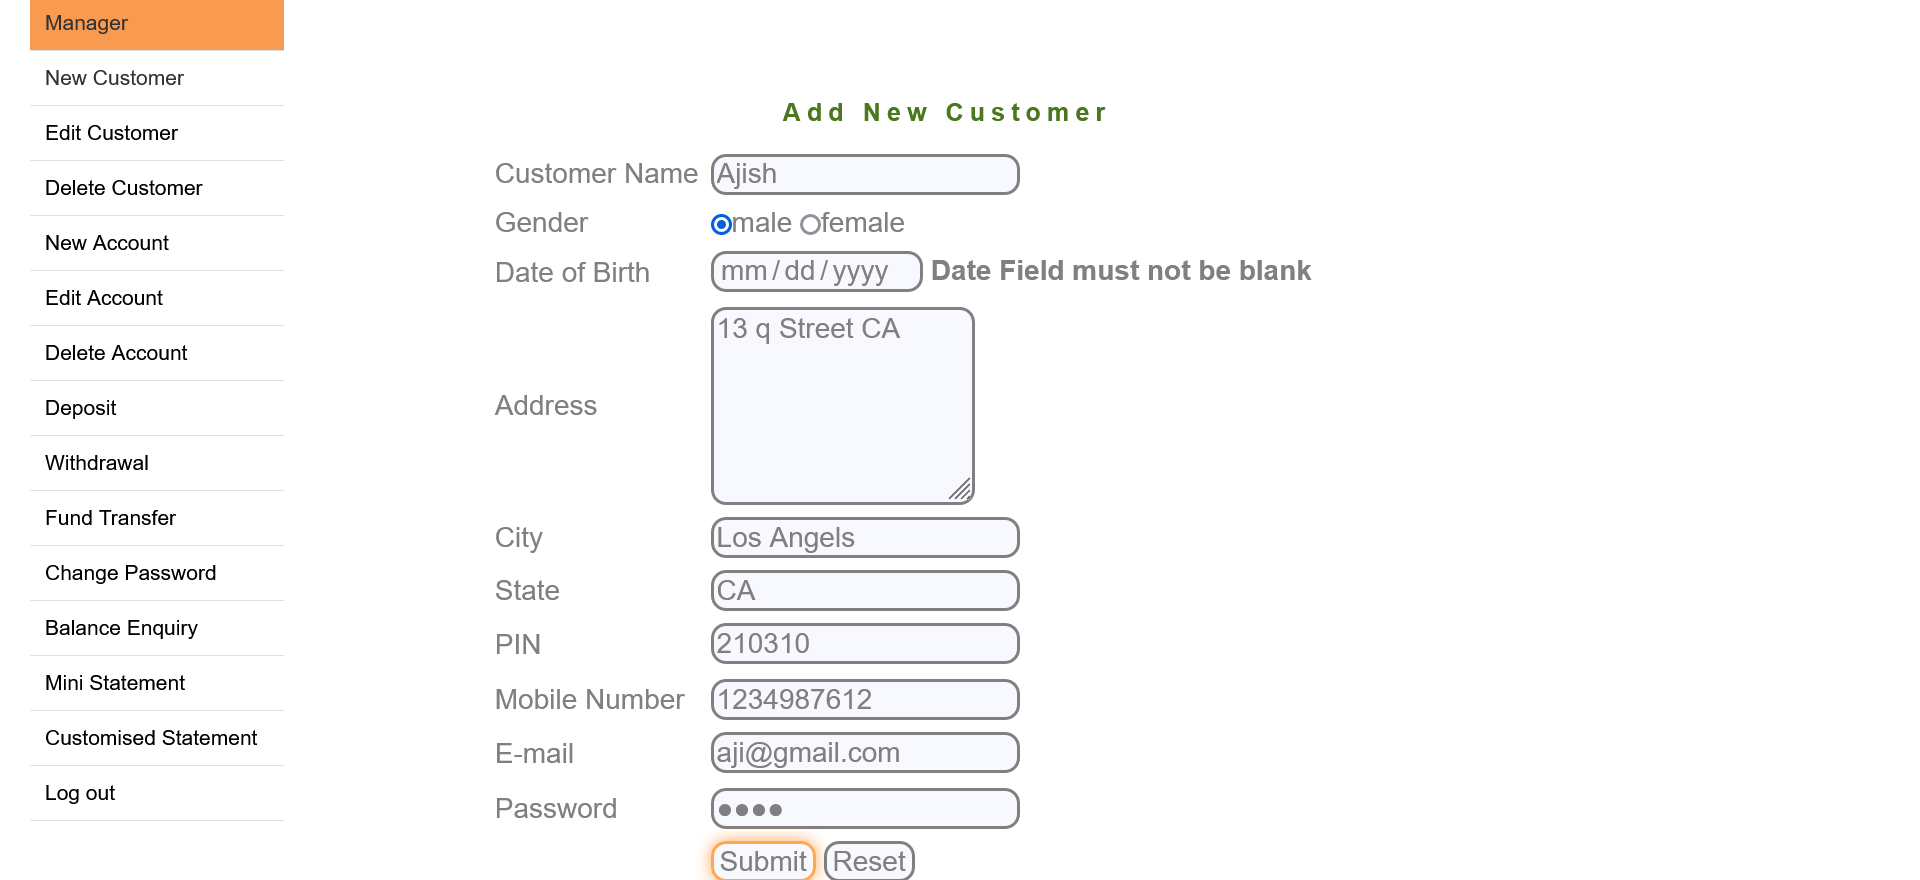 Manager
New Customer
Edit Customer
Delete Customer
New Account
Edit Account
Delete Account
Deposit
Withdrawal
Fund Transfer
Change Password
Balance Enquiry
Mini Statement
Customised Statement
Log out
Add New Customer
Customer Name Ajish
Gender male female
Date of Birth mm/dd/yyyy Date Field must not be blank
Address 13 q Street CA
City Los Angels
State CA
PIN 210310
Mobile Number 1234987612
E-mail aji@gmail.com
Password ●●●●
Submit Reset